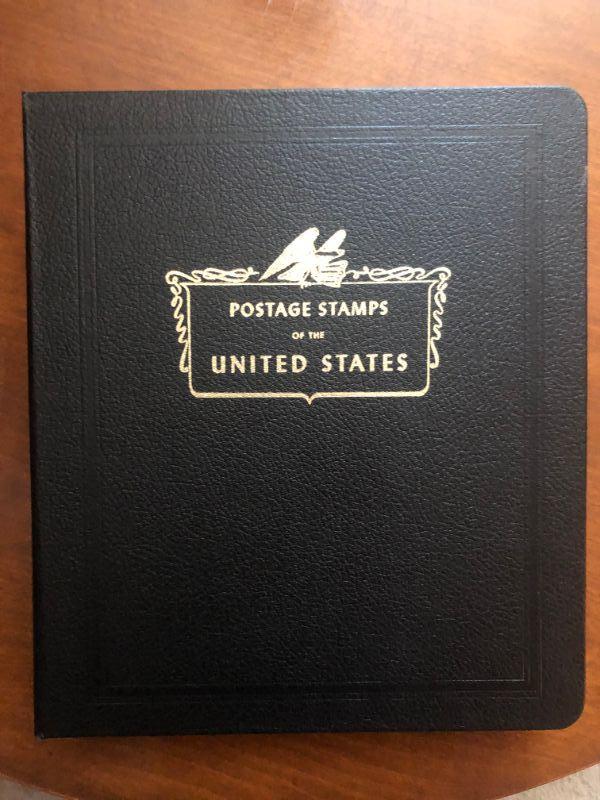 POSTAGE STAMPS
OF THE
UNITED STATES